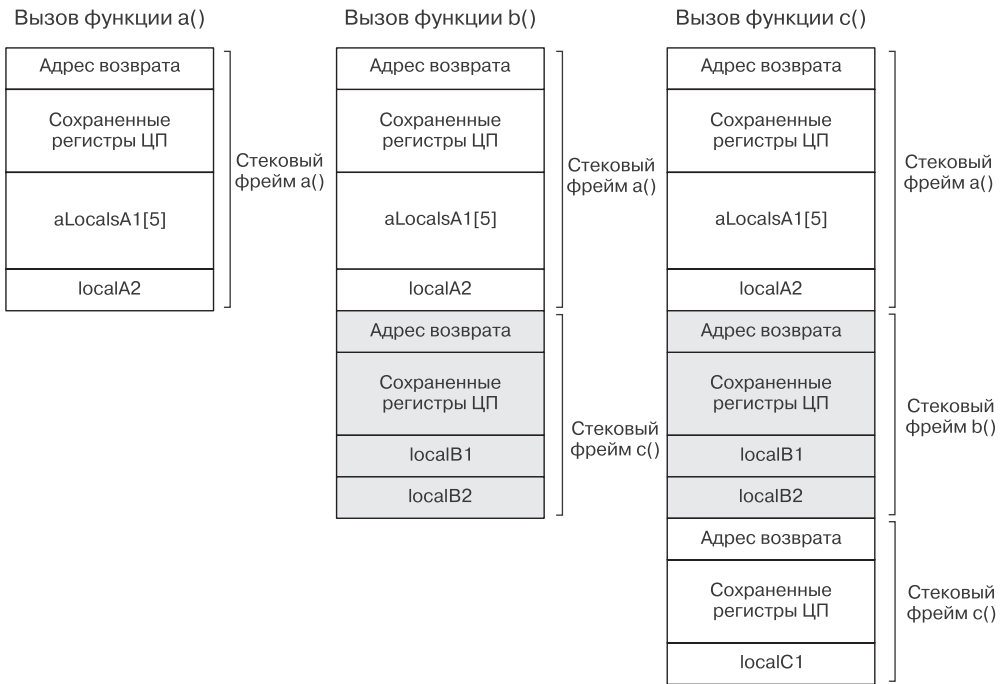 Вызов функции a()
Адрес возврата
Сохраненные
регистры ЦП
aLocalsA1[5]
localA2
Стековый
фрейм a()
Вызов функции b()
Адрес возврата
Сохраненные
регистры ЦП
aLocalsA1[5]
localA2
Стековый
фрейм a()
Адрес возврата
Сохраненные
регистры ЦП
localB1
localB2
Стековый
фрейм c()
Вызов функции c()
Адрес возврата
Сохраненные
регистры ЦП
aLocalsA1[5]
localA2
Стековый
фрейм a()
Адрес возврата
Сохраненные
регистры ЦП
localB1
localB2
Стековый
фрейм b()
Адрес возврата
Сохраненные
регистры ЦП
localC1
Стековый
фрейм c()